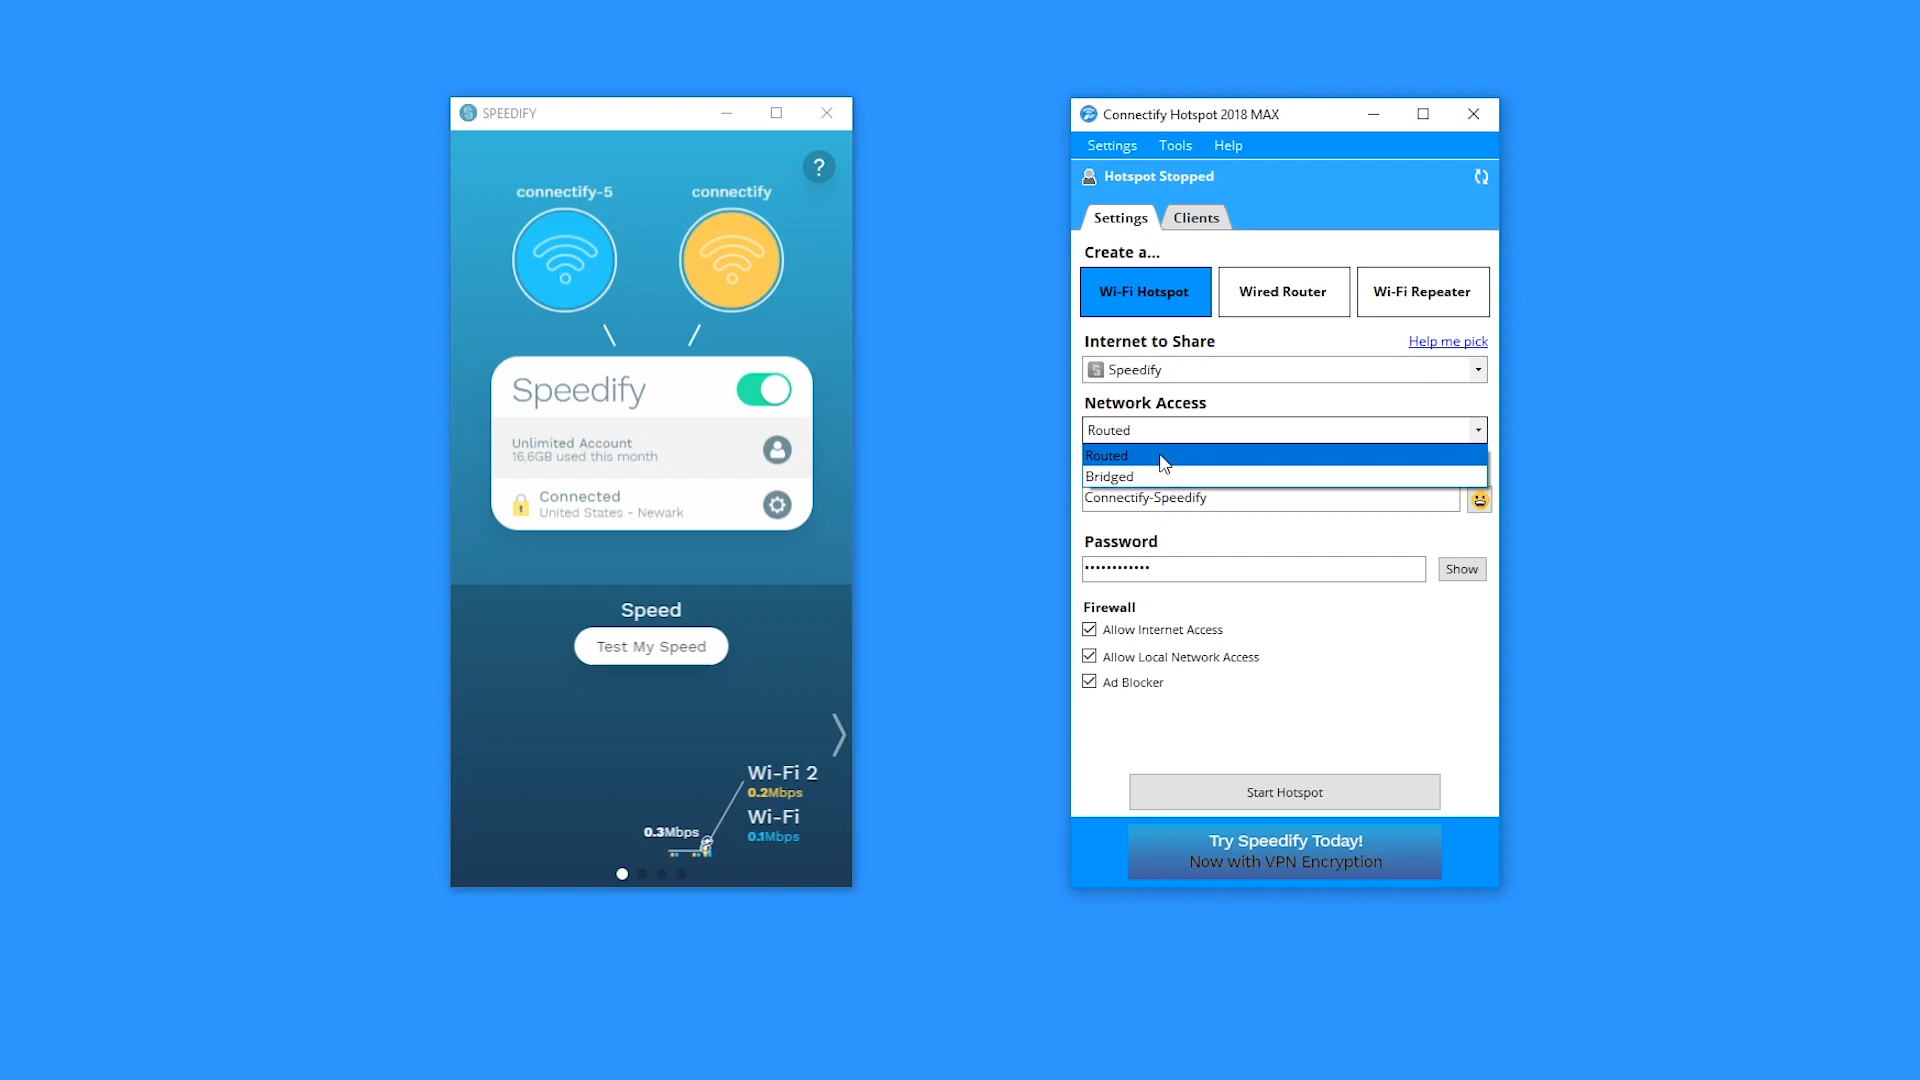 SPEEDIFY
?
connectify-5
connectify
Speedify
Unlimited Account
16.6GB used this month
Connected
United States - Newark
Speed
Test My Speed
Wi-Fi 2
0.2Mbps
Wi-Fi
0.3Mbps
0.1Mbps
Connectify Hotspot 2018 MAX
Settings Tools Help
Hotspot Stopped
Settings Clients
Create a...
Wi-Fi Hotspot Wired Router Wi-Fi Repeater
Internet to Share Help me pick
Speedify
Network Access
Routed
Routed
Bridged
Connectify-Speedify
Password
••••••••••••
Show
Firewall
Allow Internet Access
Allow Local Network Access
Ad Blocker
Start Hotspot
Try Speedify Today!
Now with VPN Encryption